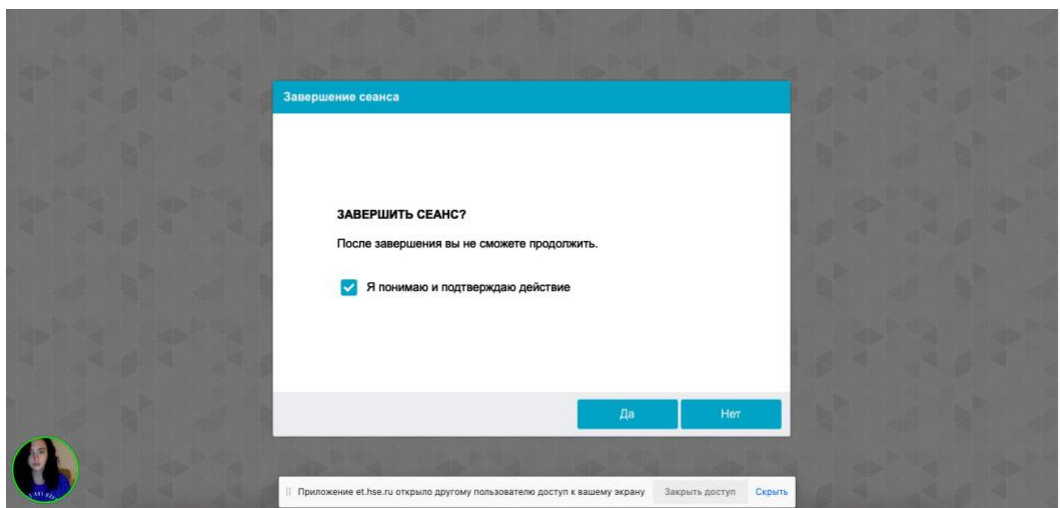 Завершение сеанса
ЗАВЕРШИТЬ СЕАНС?
После завершения вы не сможете продолжить.
Я понимаю и подтверждаю действие
Да
Нет
Приложение et.hse.ru открыло другому пользователю доступ к вашему экрану
Закрыть доступ
Скрыть